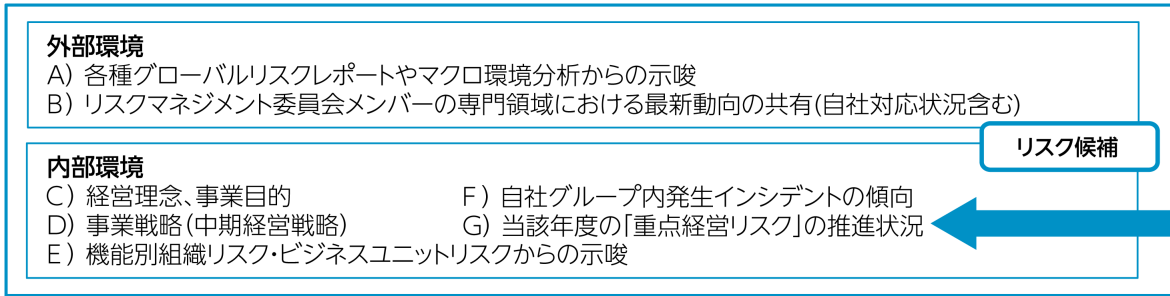 外部環境
A) 各種グローバルリスクレポートやマクロ環境分析からの示唆
B) リスクマネジメント委員会メンバーの専門領域における最新動向の共有(自社対応状況含む)
リスク候補
内部環境
C) 経営理念、事業目的
F) 自社グループ内発生インシデントの傾向
D) 事業戦略(中期経営戦略)
G) 当該年度の「重点経営リスク」の推進状況
E) 機能別組織リスク・ビジネスユニットリスクからの示唆